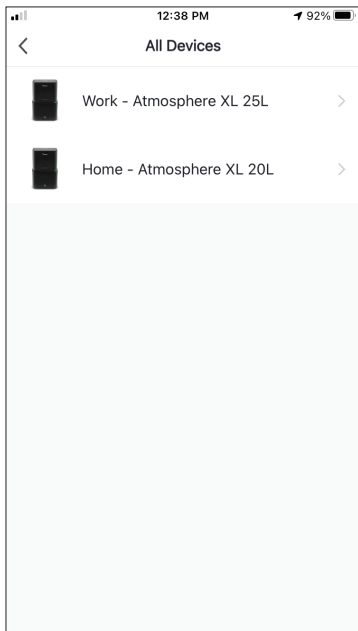 12:38 PM
92%
All Devices
Work - Atmosphere XL 25L
Home - Atmosphere XL 20L